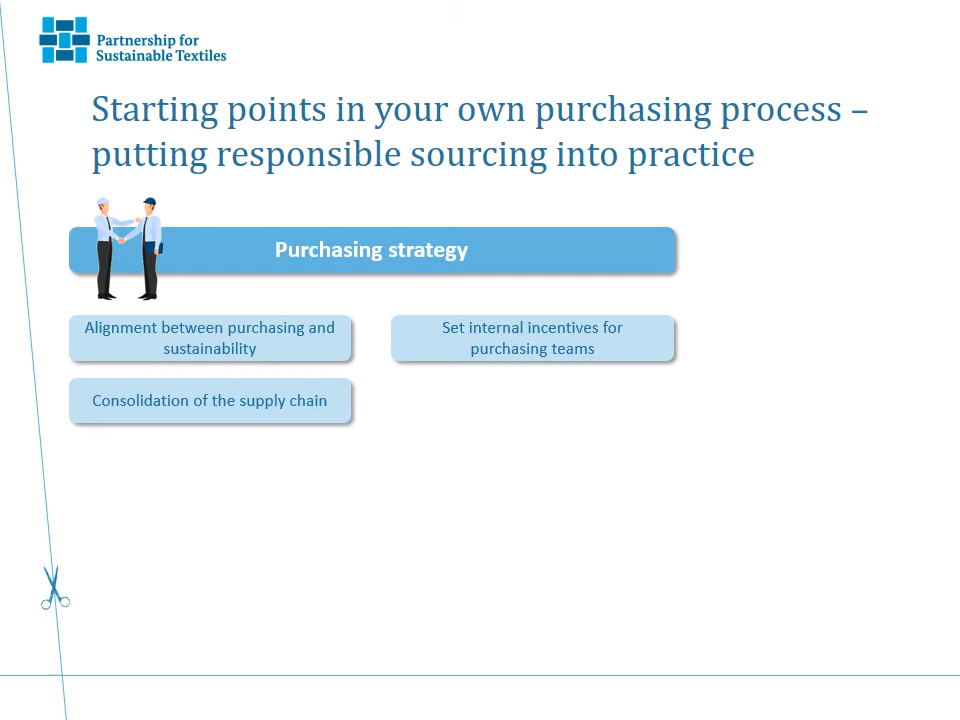 Partnership for
Sustainable Textiles
Starting points in your own purchasing process –
putting responsible sourcing into practice
Purchasing strategy
Alignment between purchasing and
sustainability
Set internal incentives for
purchasing teams
Consolidation of the supply chain